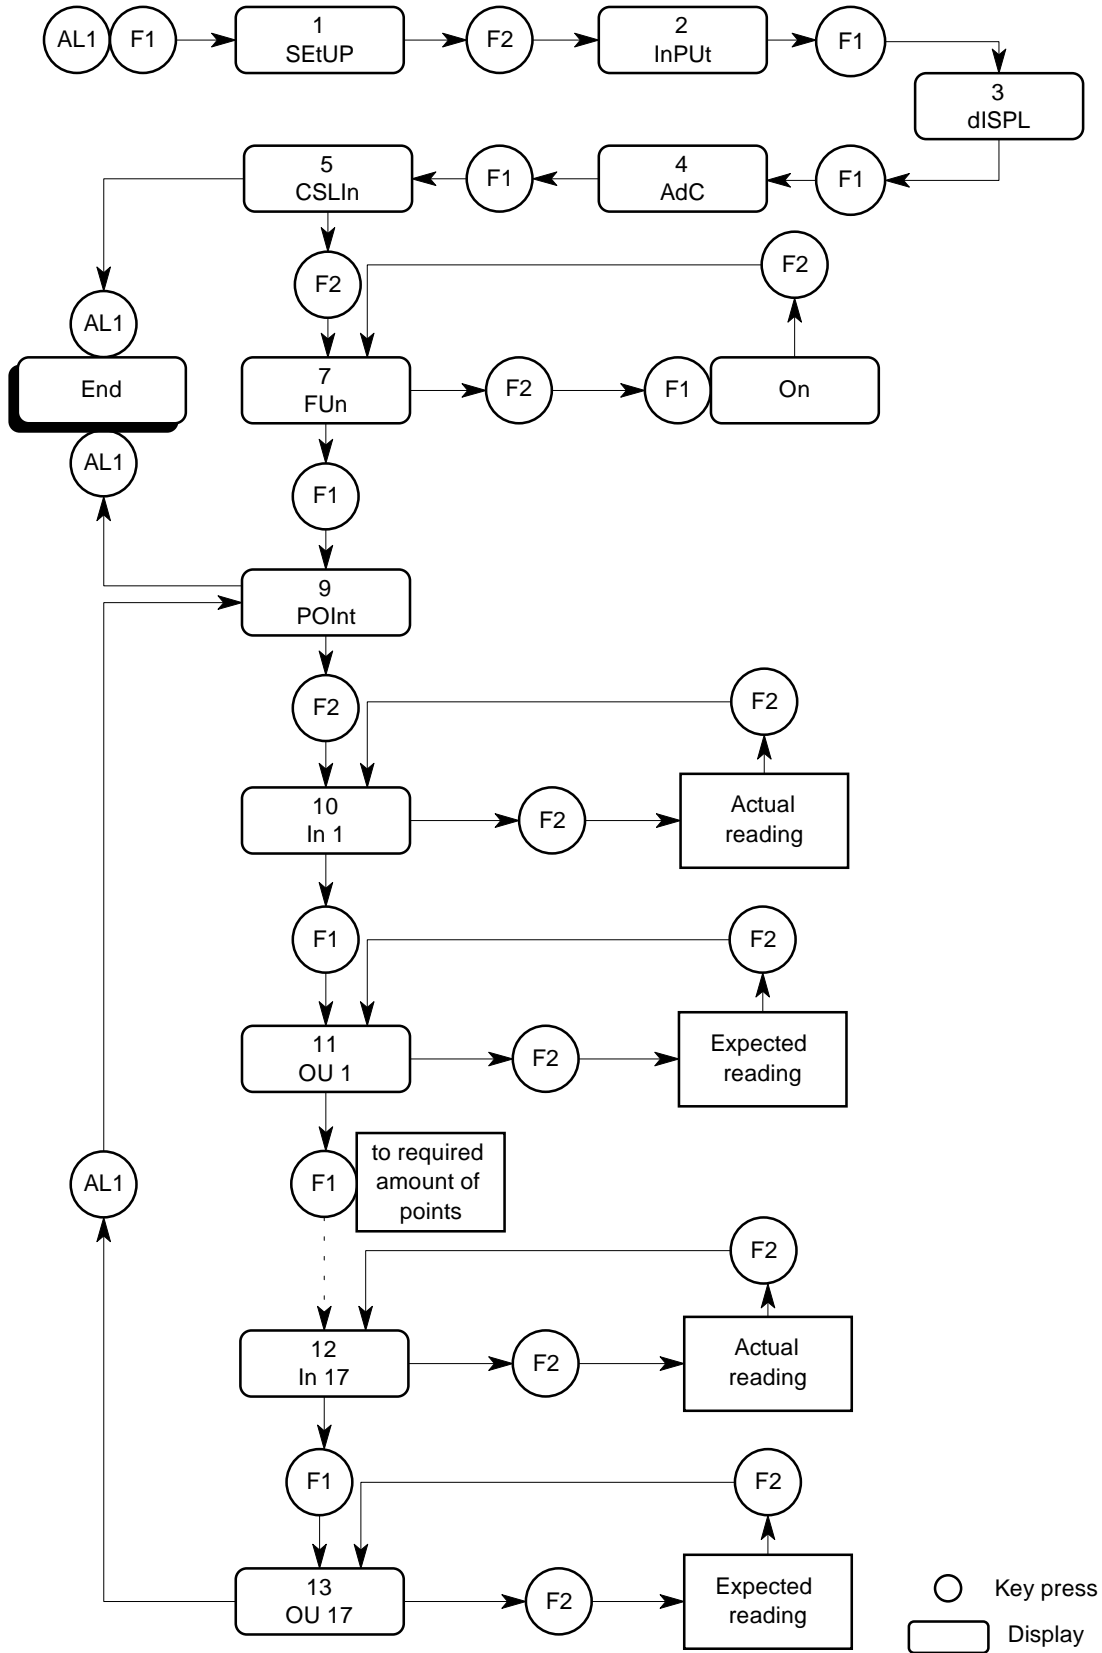 AL1 F1 1 F2 2 F1
SEtUP InPUt
3
dISPL
5 F1 4 F1
CSLIn AdC
F2 F2
AL1
End 7 F2 F1 On
FUn
AL1
F1
9
POInt
F2 F2
10 F2 Actual
In 1 reading
F1 F2
11 F2 Expected
OU 1 reading
to required
AL1 F1 amount of
points
F2
12 F2 Actual
In 17 reading
F1 F2
13 F2 Expected
OU 17 reading
Key press
Display